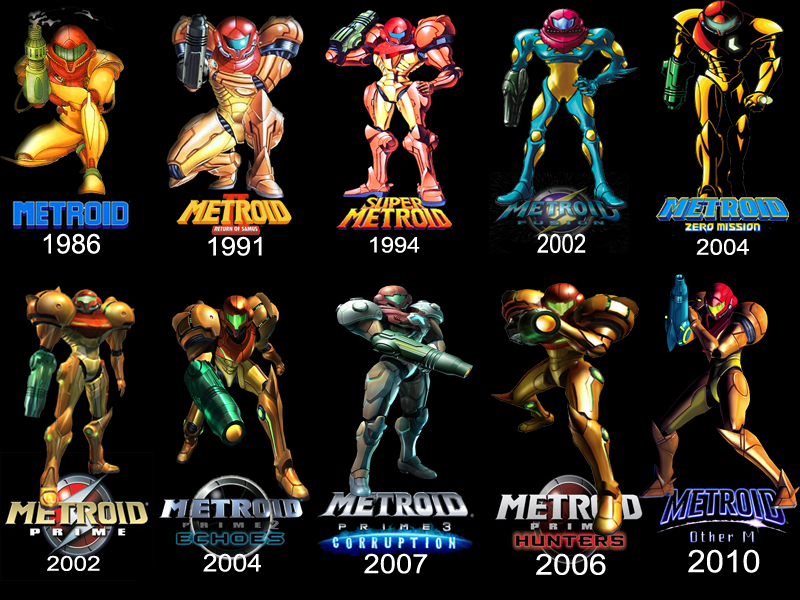 METROID
1986
METROID II
RETURN OF SAMUS
1991
SUPER
METROID
1994
METROID
2002
METROID
ZERO MISSION
2004
METROID
PRIME
2002
METROID
PRIME 2
ECHOES
2004
METROID
PRIME 3
CORRUPTION
2007
METROID
PRIME
HUNTERS
2006
METROID
Other M
2010